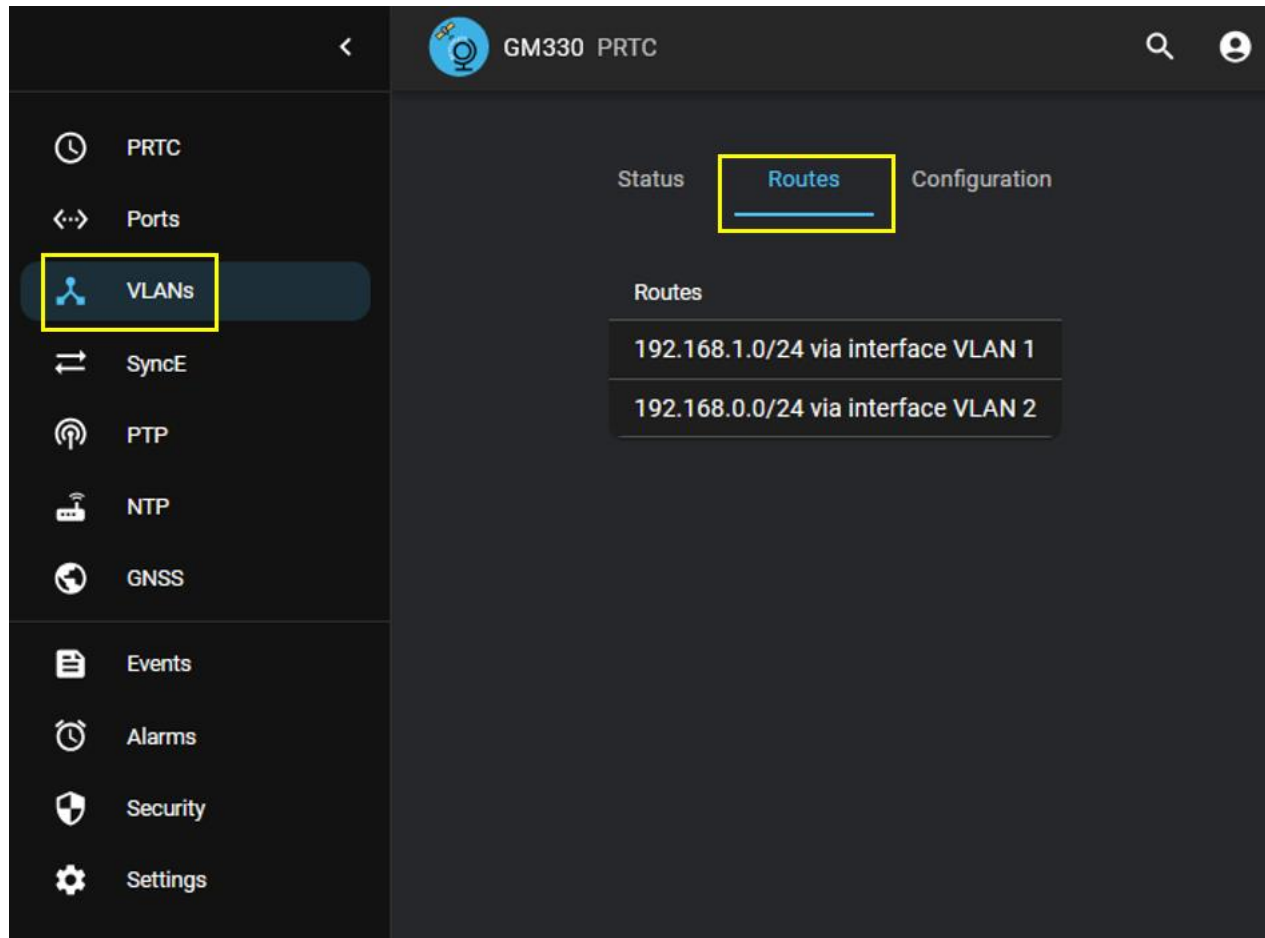 GM330 PRTC
PRTC
Ports
VLANs
SyncE
PTP
NTP
GNSS
Events
Alarms
Security
Settings
Status Routes Configuration
Routes
192.168.1.0/24 via interface VLAN 1
192.168.0.0/24 via interface VLAN 2